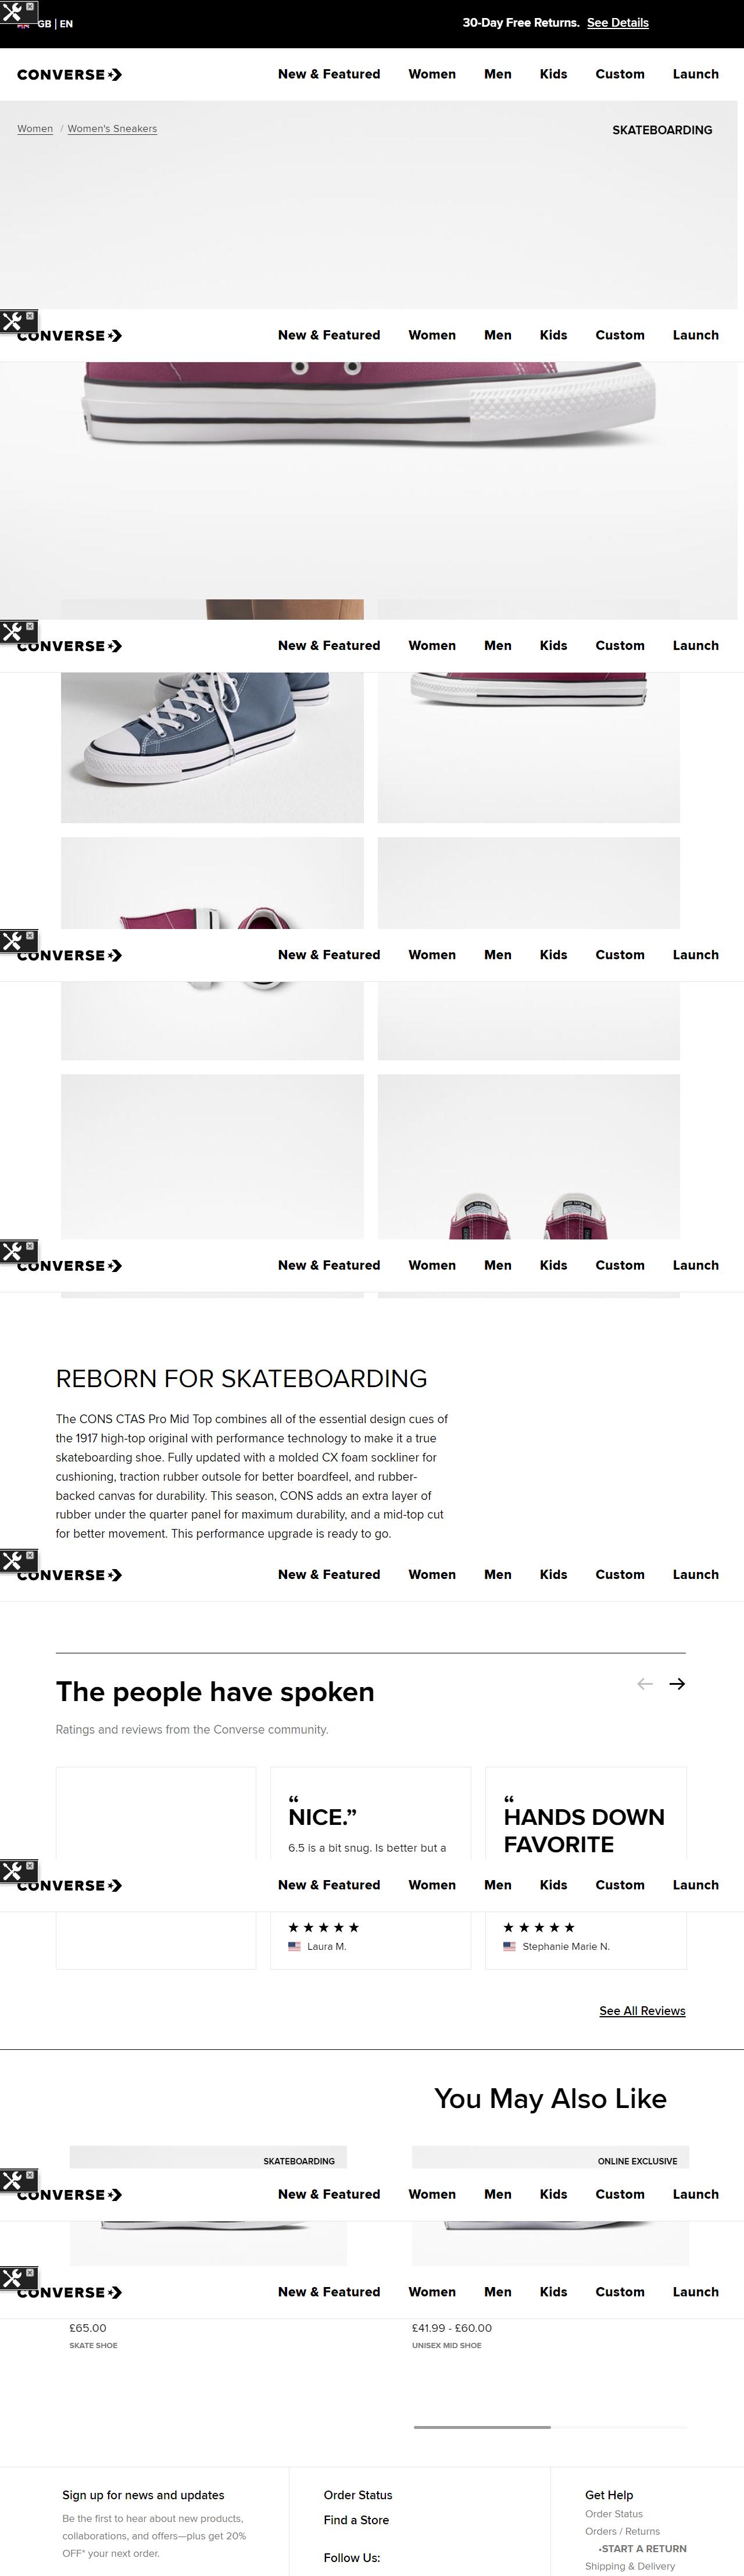 GB | EN
30-Day Free Returns. See Details
CONVERSE
New & Featured Women Men Kids Custom Launch
Women / Women's Sneakers
SKATEBOARDING
CONVERSE
New & Featured Women Men Kids Custom Launch
CONVERSE
New & Featured Women Men Kids Custom Launch
CONVERSE
New & Featured Women Men Kids Custom Launch
CONVERSE
New & Featured Women Men Kids Custom Launch
REBORN FOR SKATEBOARDING
The CONS CTAS Pro Mid Top combines all of the essential design cues of
the 1917 high-top original with performance technology to make it a true
skateboarding shoe. Fully updated with a molded CX foam sockliner for
cushioning, traction rubber outsole for better boardfeel, and rubber-
backed canvas for durability. This season, CONS adds an extra layer of
rubber under the quarter panel for maximum durability, and a mid-top cut
for better movement. This performance upgrade is ready to go.
CONVERSE
New & Featured Women Men Kids Custom Launch
The people have spoken
Ratings and reviews from the Converse community.
“
NICE.”
6.5 is a bit snug. Is better but a
“
HANDS DOWN
FAVORITE
CONVERSE
New & Featured Women Men Kids Custom Launch
★ ★ ★ ★ ★
Laura M.
★ ★ ★ ★ ★
Stephanie Marie N.
See All Reviews
You May Also Like
SKATEBOARDING
ONLINE EXCLUSIVE
CONVERSE
New & Featured Women Men Kids Custom Launch
CONVERSE
New & Featured Women Men Kids Custom Launch
£65.00
SKATE SHOE
£41.99 - £60.00
UNISEX MID SHOE
Sign up for news and updates
Be the first to hear about new products,
collaborations, and offers—plus get 20%
OFF* your next order.
Order Status
Find a Store
Follow Us:
Get Help
Order Status
Orders / Returns
•START A RETURN
Shipping & Delivery